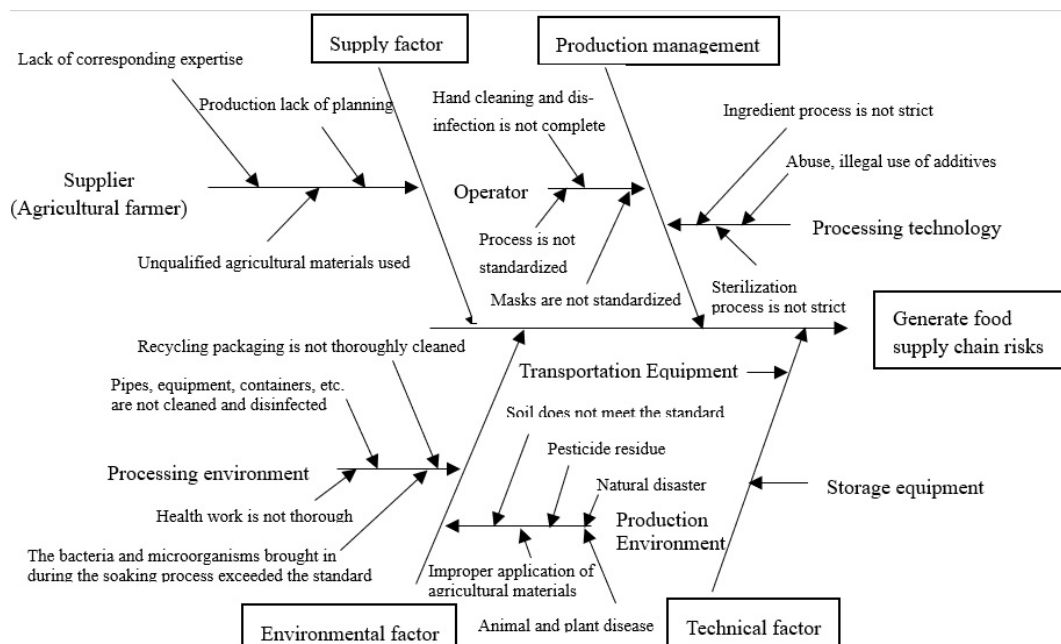 Supply factor
Production management
Lack of corresponding expertise
Production lack of planning
Hand cleaning and dis-
infection is not complete
Ingredient process is not strict
Abuse, illegal use of additives
Supplier
(Agricultural farmer)
Operator
Processing technology
Unqualified agricultural materials used
Process is not
standardized
Masks are not standardized
Sterilization
process is not strict
Generate food
supply chain risks
Recycling packaging is not thoroughly cleaned
Transportation Equipment
Pipes, equipment, containers, etc.
are not cleaned and disinfected
Soil does not meet the standard
Pesticide residue
Processing environment
Natural disaster
Storage equipment
Health work is not thorough
Production
Environment
The bacteria and microorganisms brought in
during the soaking process exceeded the standard
Improper application of
agricultural materials
Animal and plant disease
Environmental factor
Technical factor